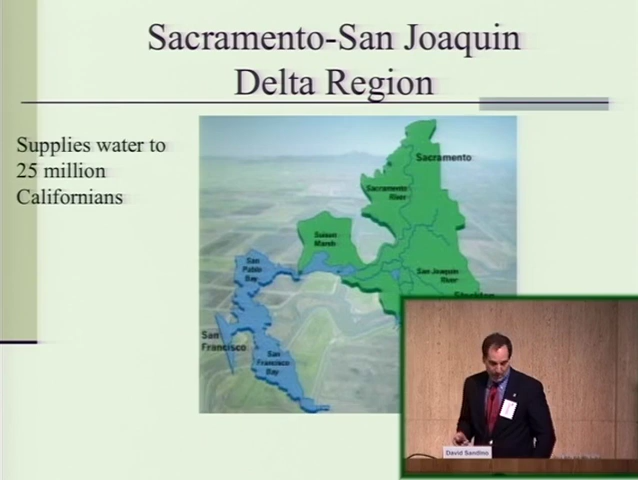 Sacramento-San Joaquin
Delta Region
Supplies water to
25 million
Californians
Sacramento
Sacramento
River
Suisun
Marsh
San
Pablo
Bay
San Joaquin
River
Stockton
San
Francisco
San
Francisco
Bay
David Sandino